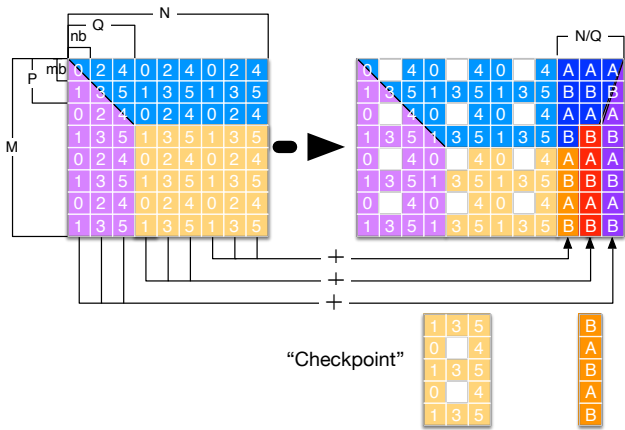 N
Q
nb
N/Q
mb
P
M
0 2 4 0 2 4 0 2 4
1 3 5 1 3 5 1 3 5
0 2 4 0 2 4 0 2 4
1 3 5 1 3 5 1 3 5
0 2 4 0 2 4 0 2 4
1 3 5 1 3 5 1 3 5
0 2 4 0 2 4 0 2 4
1 3 5 1 3 5 1 3 5
0 4 0 4 0 4 A A A
1 3 5 1 3 5 1 3 5 B B B
0 4 0 4 0 4 A A A
1 3 5 1 3 5 1 3 5 B B B
0 4 0 4 0 4 A A A
1 3 5 1 3 5 1 3 5 B B B
0 4 0 4 0 4 A A A
1 3 5 1 3 5 1 3 5 B B B
+
+
+
“Checkpoint”
1 3 5
0 4
1 3 5
0 4
1 3 5
B
A
B
A
B